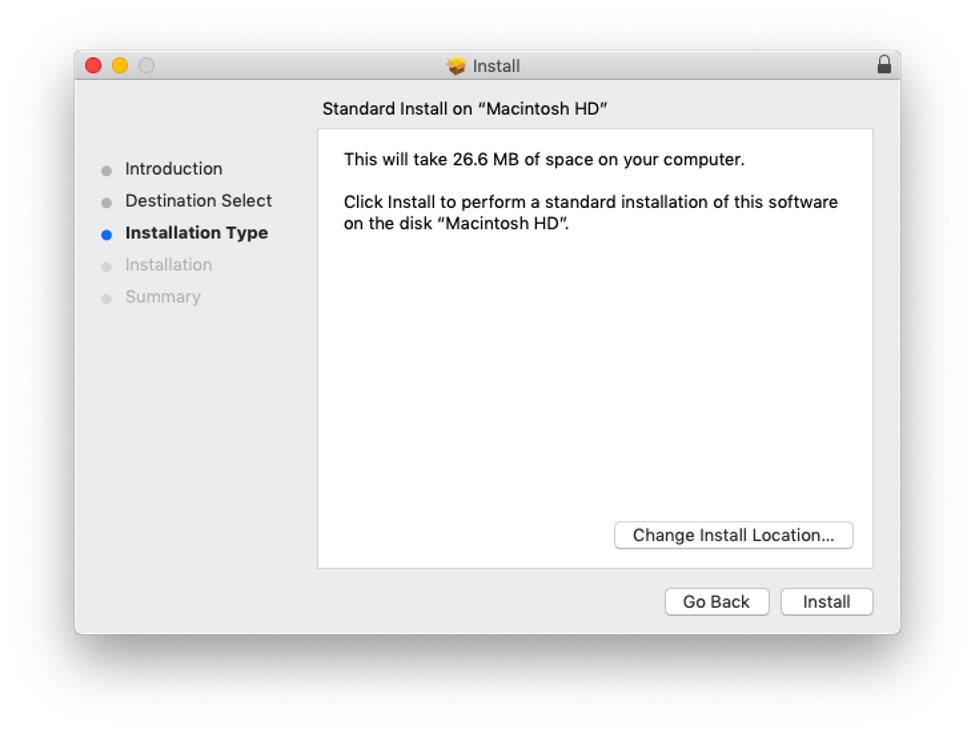 Install
Standard Install on “Macintosh HD”
Introduction
Destination Select
Installation Type
Installation
Summary
This will take 26.6 MB of space on your computer.
Click Install to perform a standard installation of this software
on the disk “Macintosh HD”.
Change Install Location...
Go Back
Install